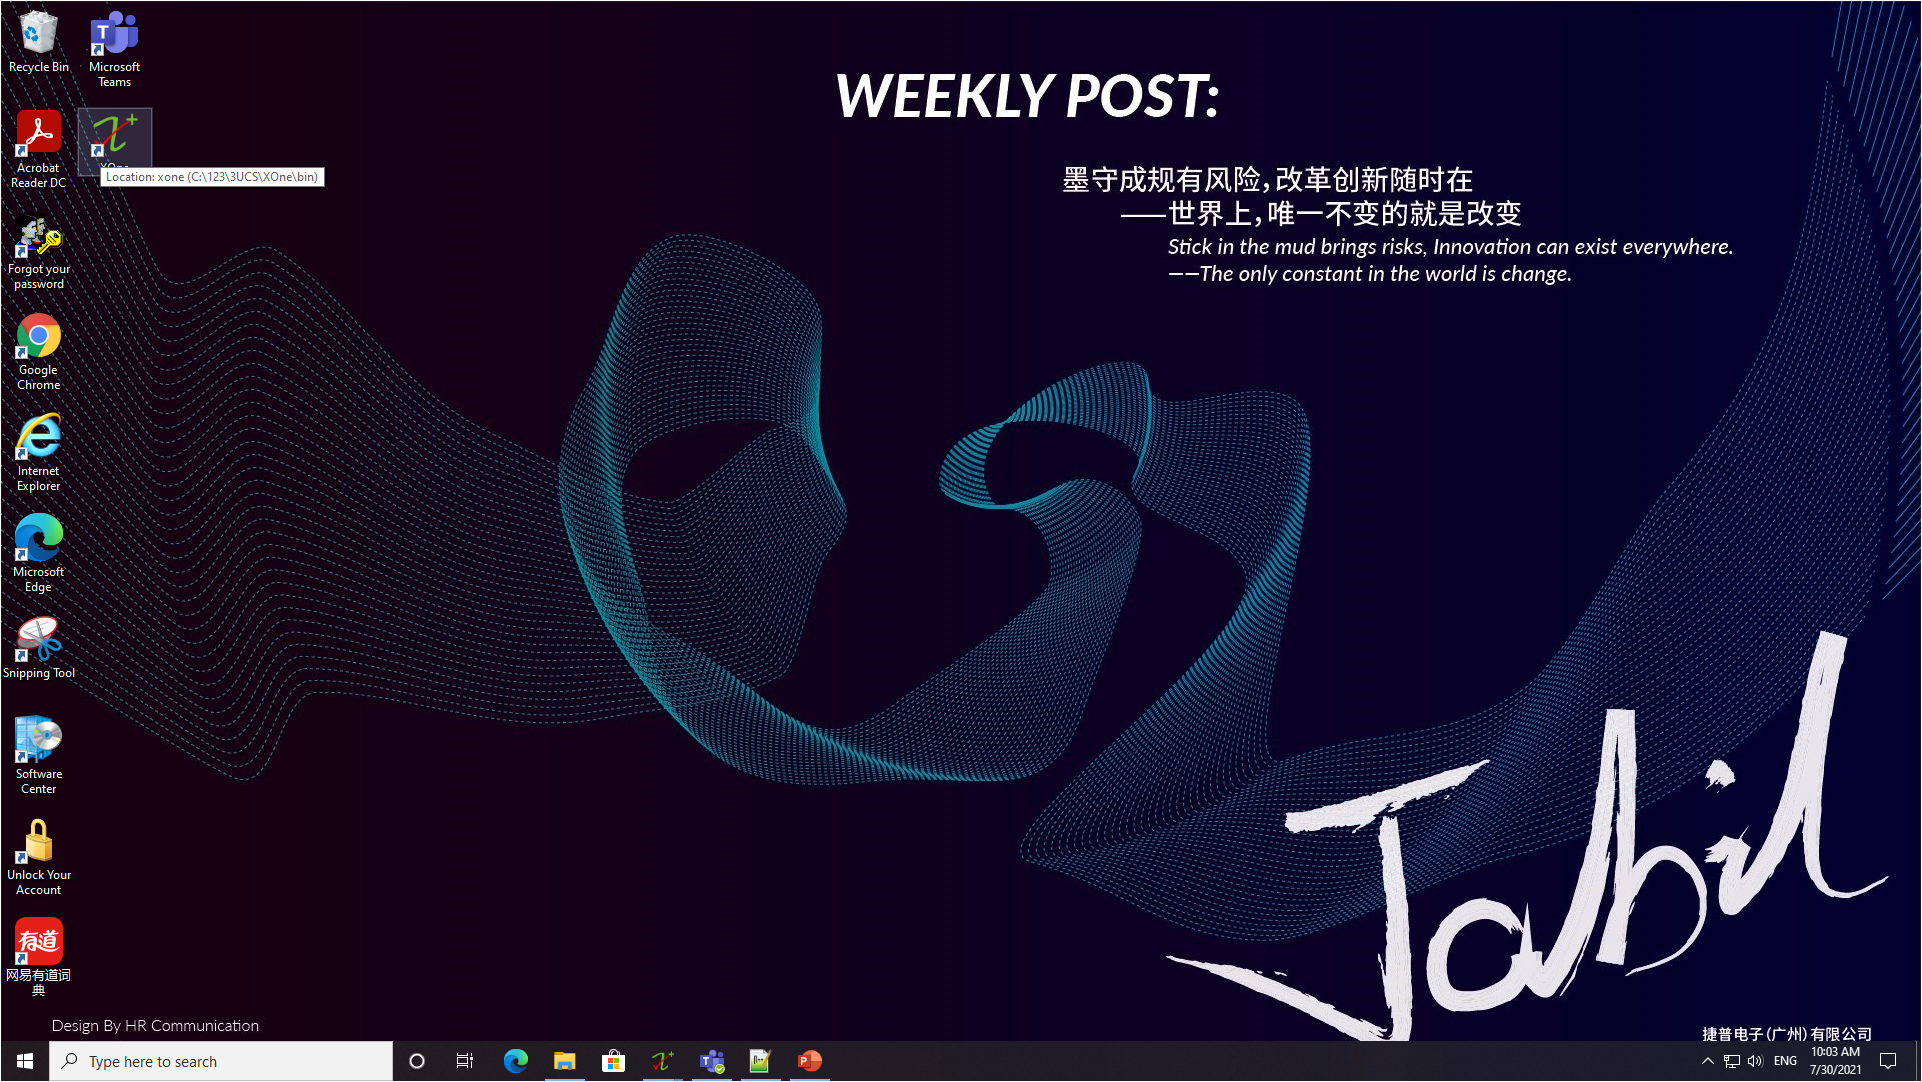 Recycle Bin
Microsoft
Teams
Acrobat
Reader DC
XOne
Location: xone (C:\123\3UCS\XOne\bin)
Forgot your
password
Google
Chrome
Internet
Explorer
Microsoft
Edge
Snipping Tool
Software
Center
Unlock Your
Account
有道
网易有道词
典
WEEKLY POST:
墨守成规有风险，改革创新随时在
——世界上，唯一不变的就是改变
Stick in the mud brings risks, Innovation can exist everywhere.
——The only constant in the world is change.
Jabil
Design By HR Communication
捷普电子(广州)有限公司
Type here to search
ENG
10:03 AM
7/30/2021